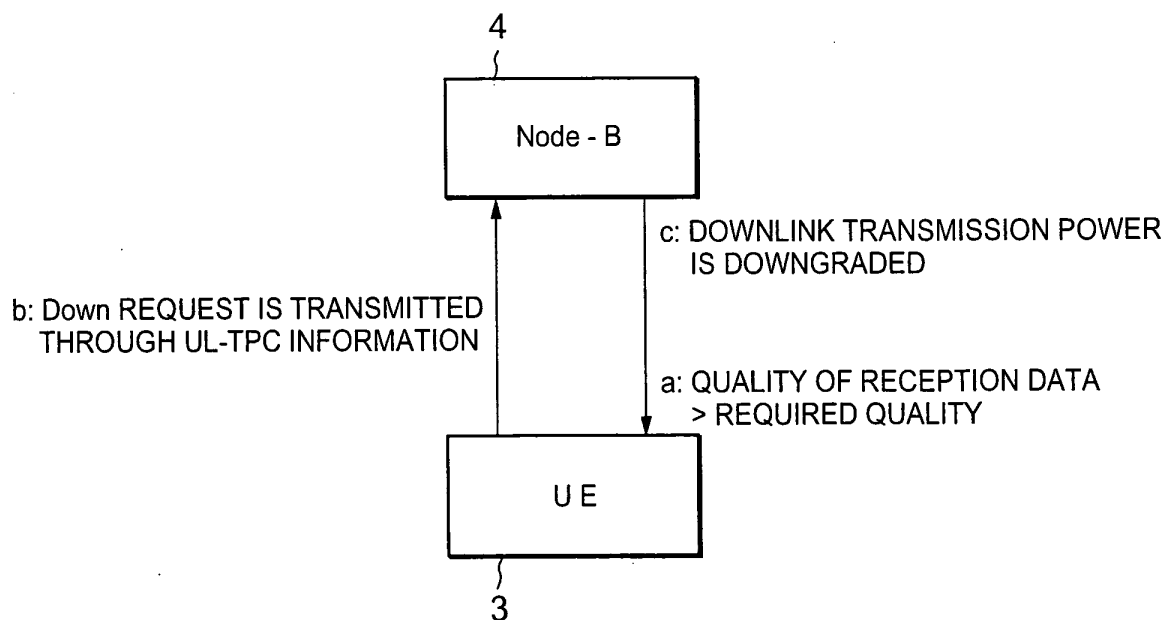 4
Node - B
c: DOWNLINK TRANSMISSION POWER
IS DOWNGRADED
b: Down REQUEST IS TRANSMITTED
THROUGH UL-TPC INFORMATION
a: QUALITY OF RECEPTION DATA
> REQUIRED QUALITY
U E
3